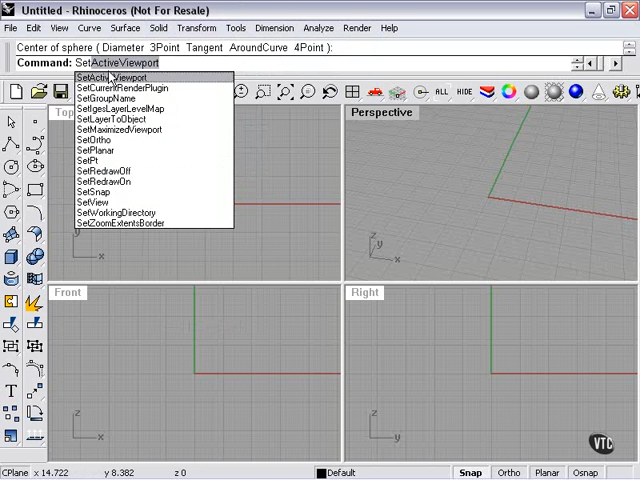 Untitled - Rhinoceros (Not For Resale)
File Edit View Curve Surface Solid Mesh Dimension Transform Tools Analyze Render Help
Center of sphere ( Diameter 3Point Tangent AroundCurve 4Point ):
Command: SetActiveViewport
SetActiveViewport
SetCurrentRenderPlugin
SetGroupName
SetIgesLayerLevelMap
SetLayerToObject
SetMaximizedViewport
SetOrtho
SetPlanar
SetPt
SetRedrawOff
SetRedrawOn
SetSnap
SetView
SetWorkingDirectory
SetZoomExtentsBorder
ALL HIDE
Top
Perspective
y
x
z
y
x
Front
Right
z
x
z
y
T
VTC
CPlane x 14.722 y 8.382 z 0 Default Snap Ortho Planar Osnap